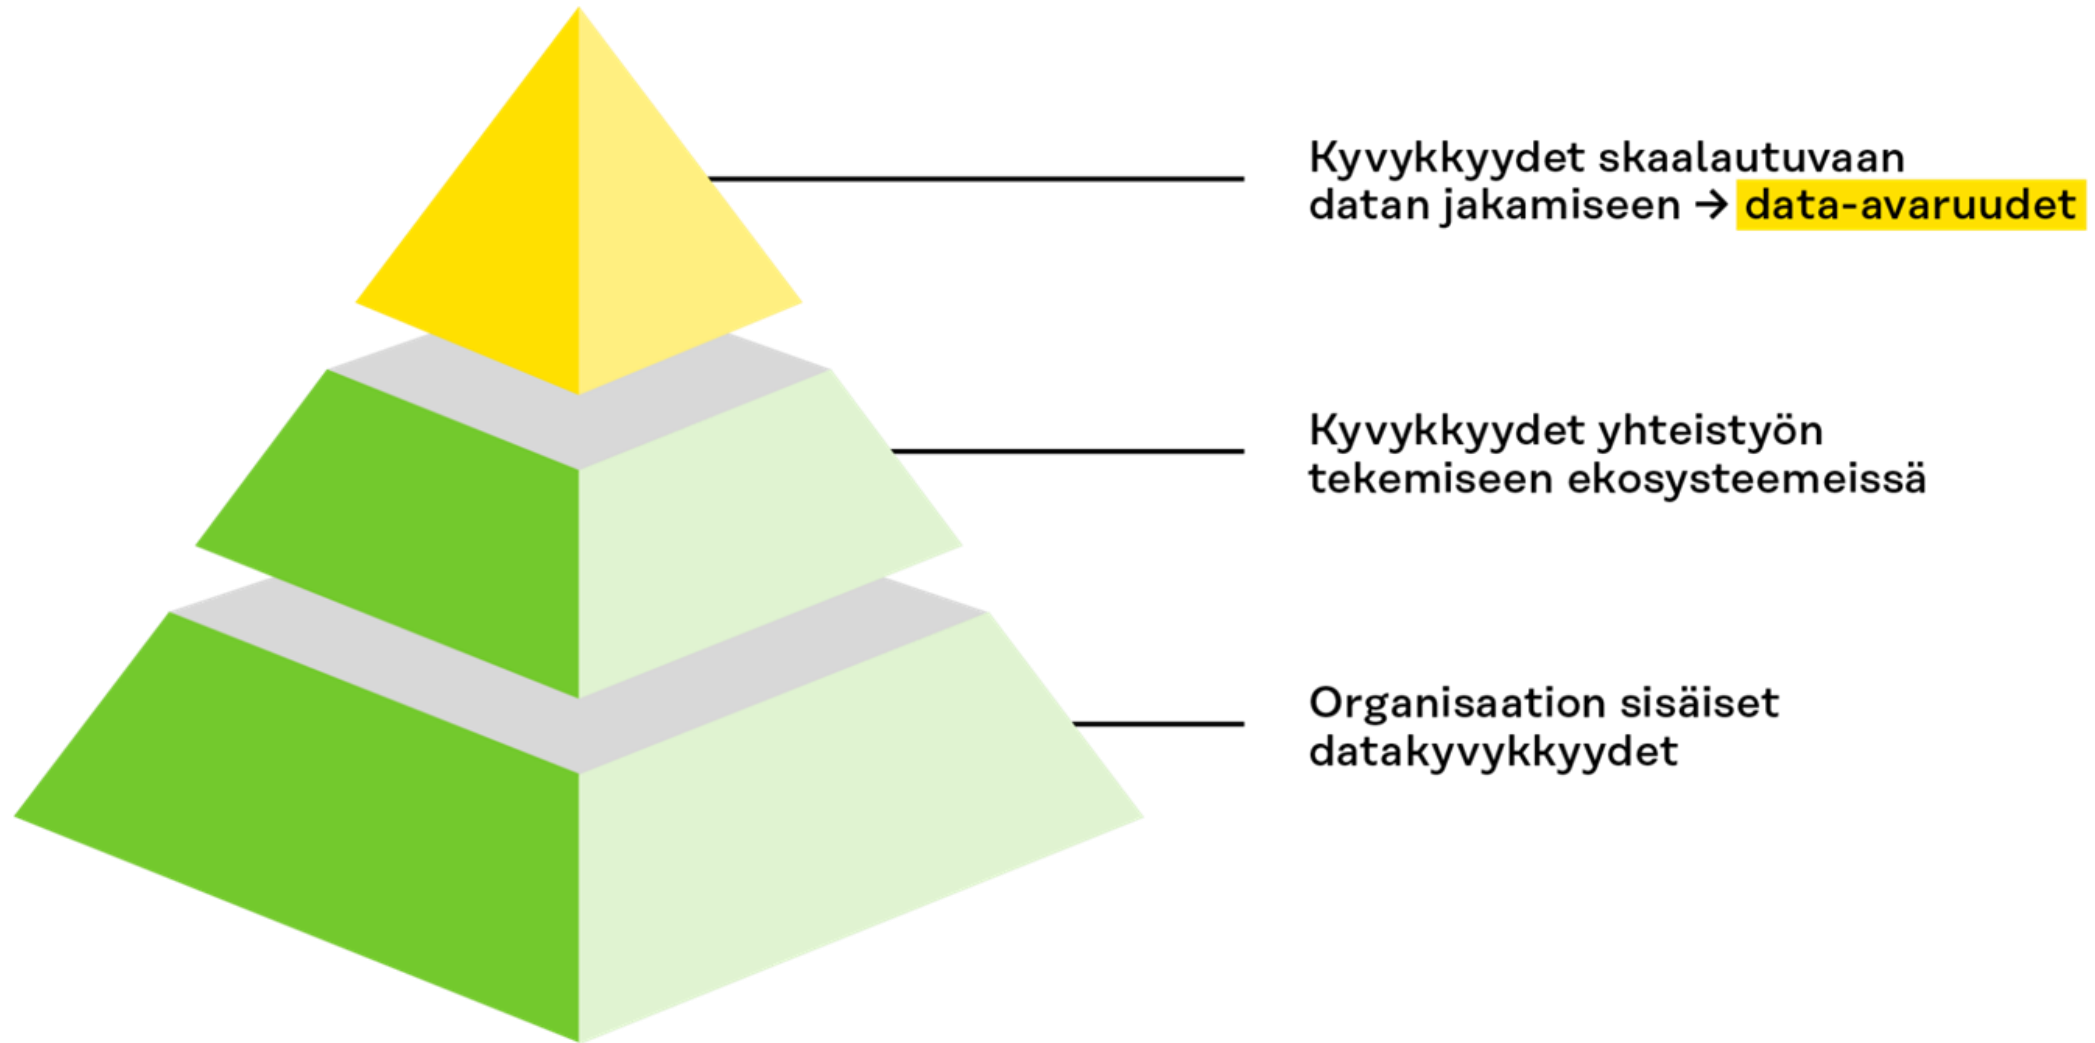 Kyvykkyydet skaalautuvaan
datan jakamiseen → data-avaruudet
Kyvykkyydet yhteistyön
tekemiseen ekosysteemeissä
Organisaation sisäiset
datakyvykkyydet